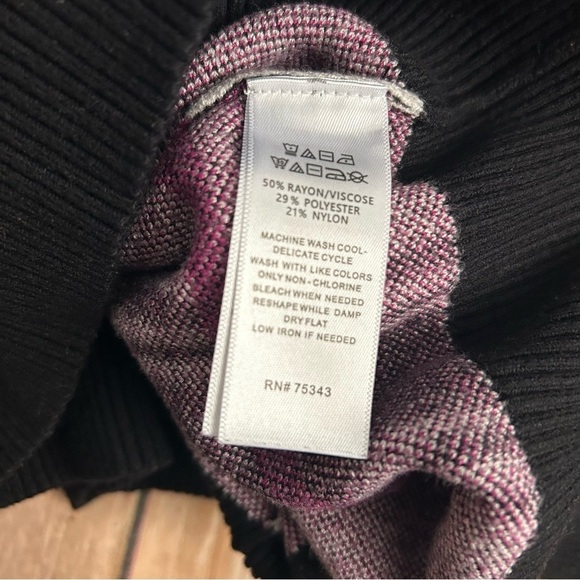 50% RAYON/VISCOSE
29% POLYESTER
21% NYLON
MACHINE WASH COOL-
DELICATE CYCLE
WASH WITH LIKE COLORS
ONLY NON-CHLORINE
BLEACH WHEN NEEDED
RESHAPE WHILE DAMP
DRY FLAT
LOW IRON IF NEEDED
RN# 75343